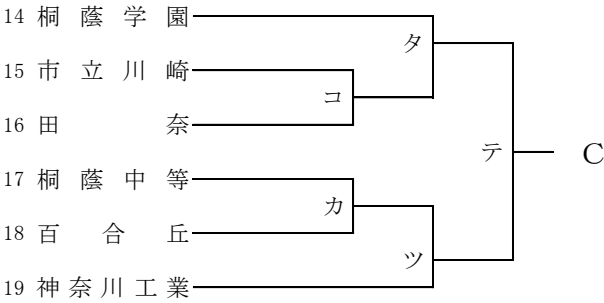 14 桐蔭学園
タ
15 市立川崎
コ
16 田奈
テ C
17 桐蔭中等
カ
18 百合丘
ツ
19 神奈川工業